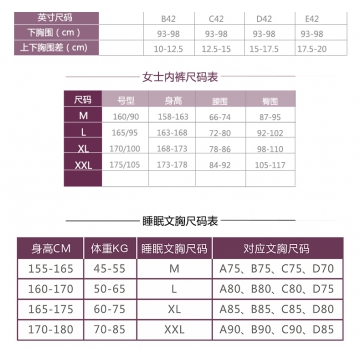 英寸尺码 B42 C42 D42 E42
下胸围（cm） 93-98 93-98 93-98 93-98
上下胸围差(cm) 10-12.5 12.5-15 15-17.5 17.5-20
女士内裤尺码表
尺码 号型 身高 腰围 臀围
M 160/90 158-163 66-74 87-95
L 165/95 163-168 72-80 92-102
XL 170/100 168-173 78-86 98-110
XXL 175/105 173-178 84-92 105-117
睡眠文胸尺码表
身高CM 体重KG 睡眠文胸尺码 对应文胸尺码
155-165 45-55 M A75、B75、C75、D70
160-170 50-65 L A80、B80、C80、D75
165-175 60-75 XL A85、B85、C85、D80
170-180 70-85 XXL A90、B90、C90、D85